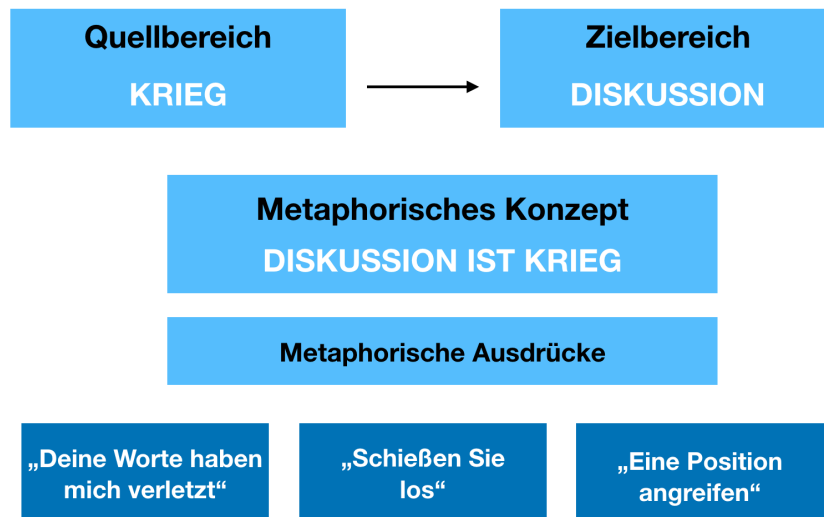 Quellbereich
KRIEG
Zielbereich
DISKUSSION
Metaphorisches Konzept
DISKUSSION IST KRIEG
Metaphorische Ausdrücke
„Deine Worte haben
mich verletzt“
„Schießen Sie
los“
„Eine Position
angreifen“